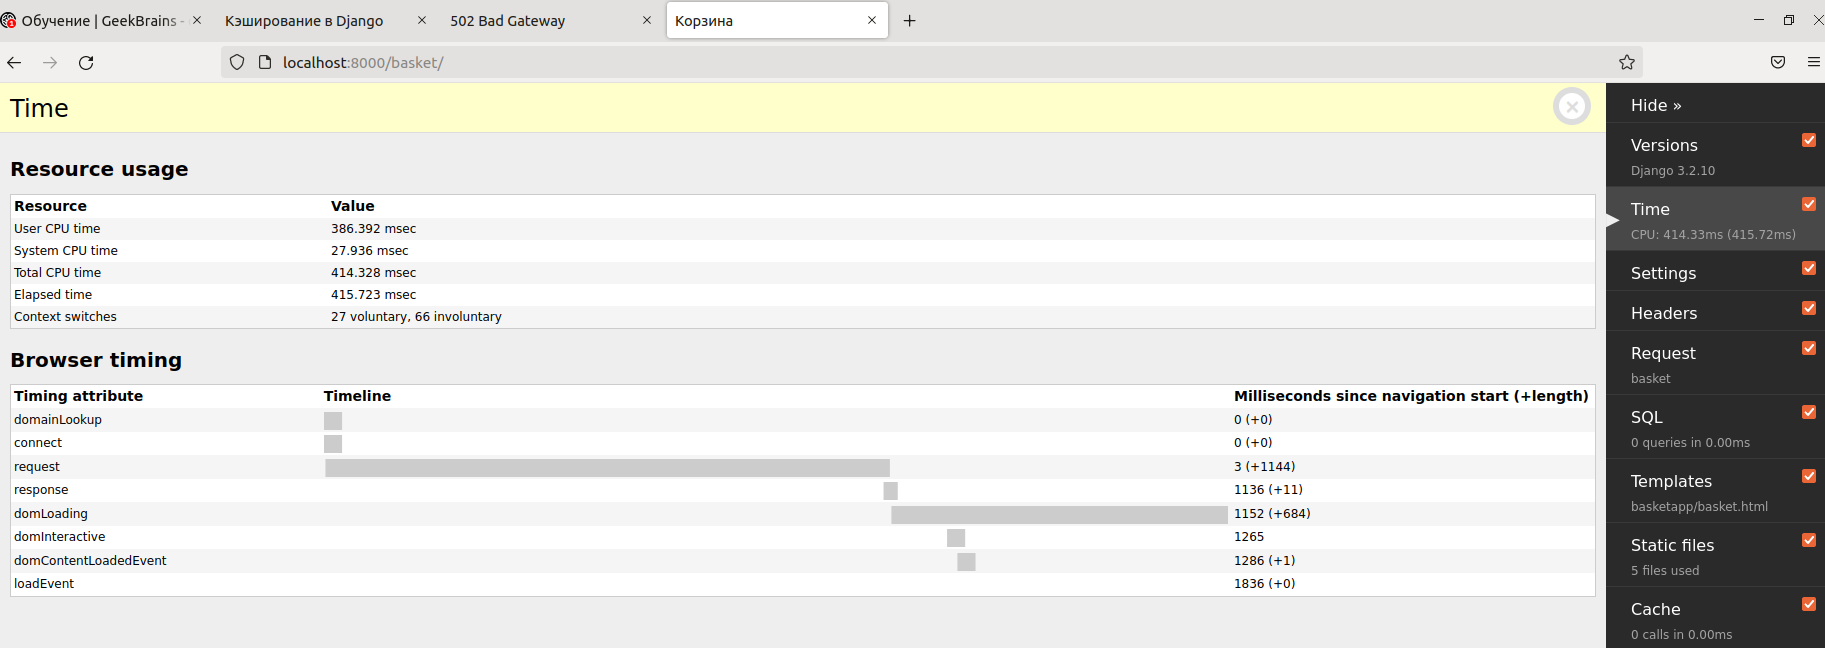 Обучение | GeekBrains -
Кэширование в Django
502 Bad Gateway
Корзина
localhost:8000/basket/
Time
Resource usage
Resource Value
User CPU time 386.392 msec
System CPU time 27.936 msec
Total CPU time 414.328 msec
Elapsed time 415.723 msec
Context switches 27 voluntary, 66 involuntary
Browser timing
Timing attribute Timeline Milliseconds since navigation start (+length)
domainLookup 0 (+0)
connect 0 (+0)
request 3 (+1144)
response 1136 (+11)
domLoading 1152 (+684)
domInteractive 1265
domContentLoadedEvent 1286 (+1)
loadEvent 1836 (+0)
Hide »
Versions
Django 3.2.10
Time
CPU: 414.33ms (415.72ms)
Settings
Headers
Request
basket
SQL
0 queries in 0.00ms
Templates
basketapp/basket.html
Static files
5 files used
Cache
0 calls in 0.00ms